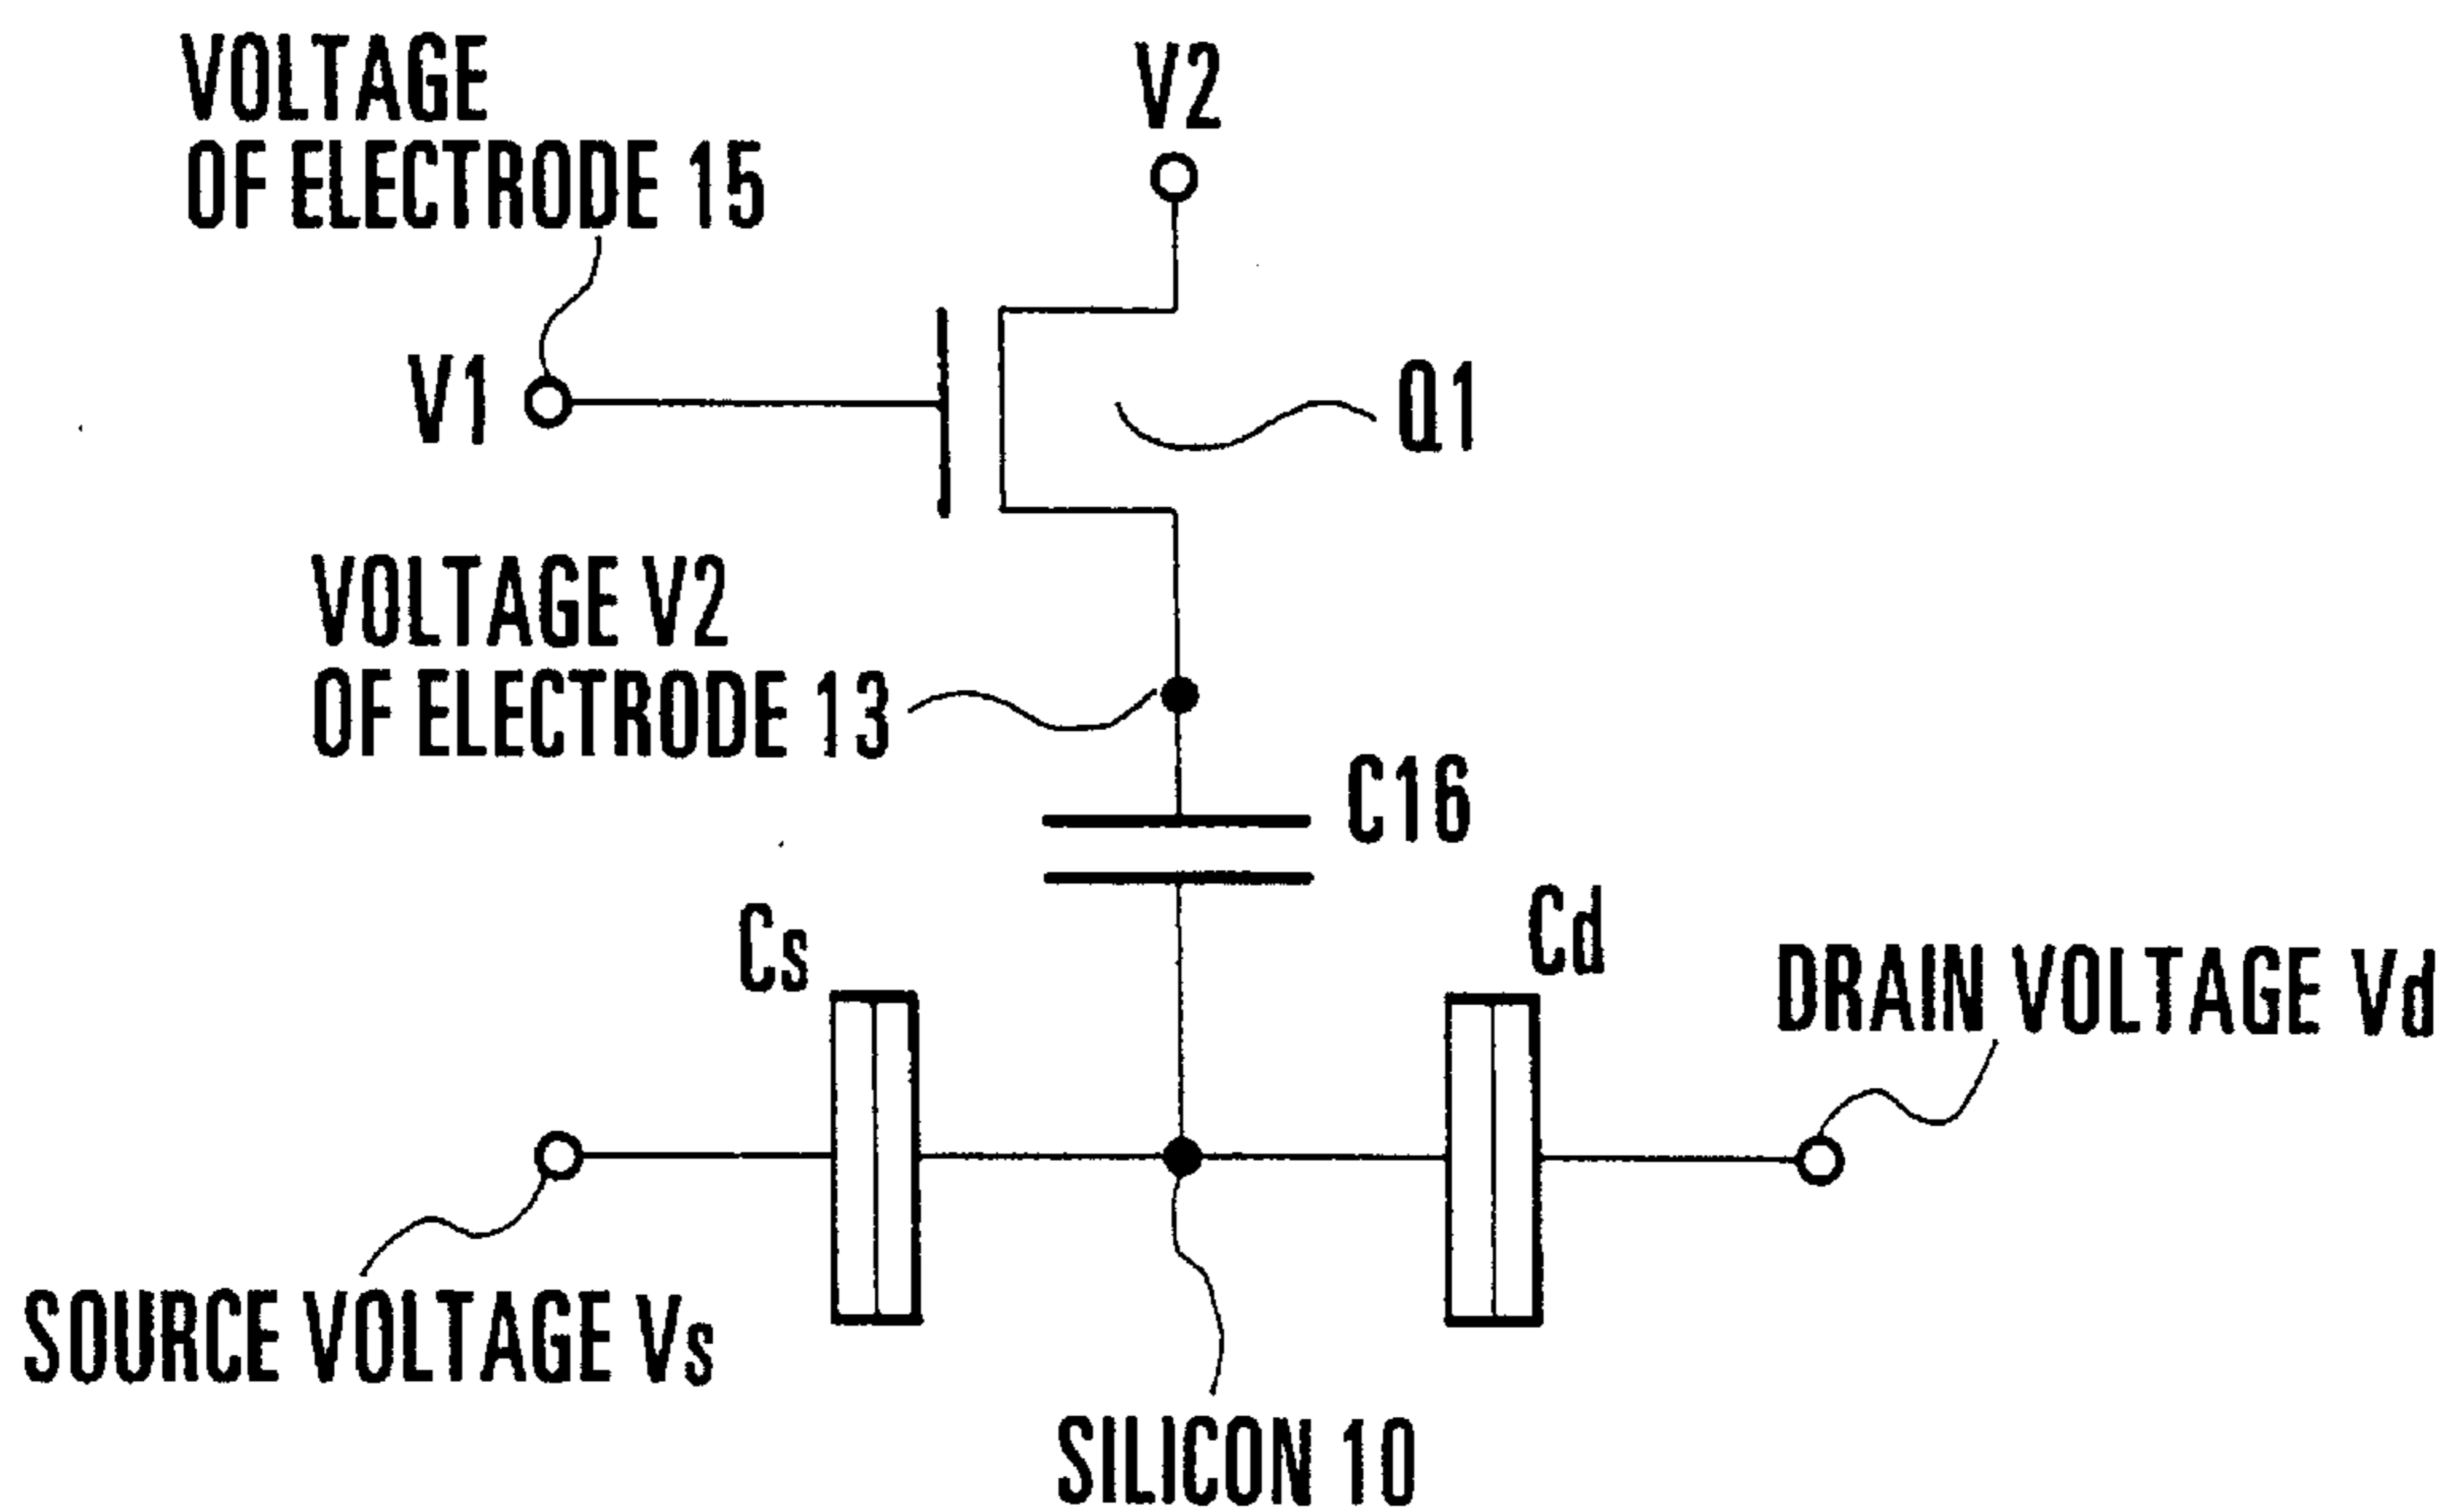 VOLTAGE
OF ELECTRODE 15
V2
V1
Q1
VOLTAGE V2
OF ELECTRODE 13
C16
Cs
Cd
DRAIN VOLTAGE Vd
SOURCE VOLTAGE Vs
SILICON 10